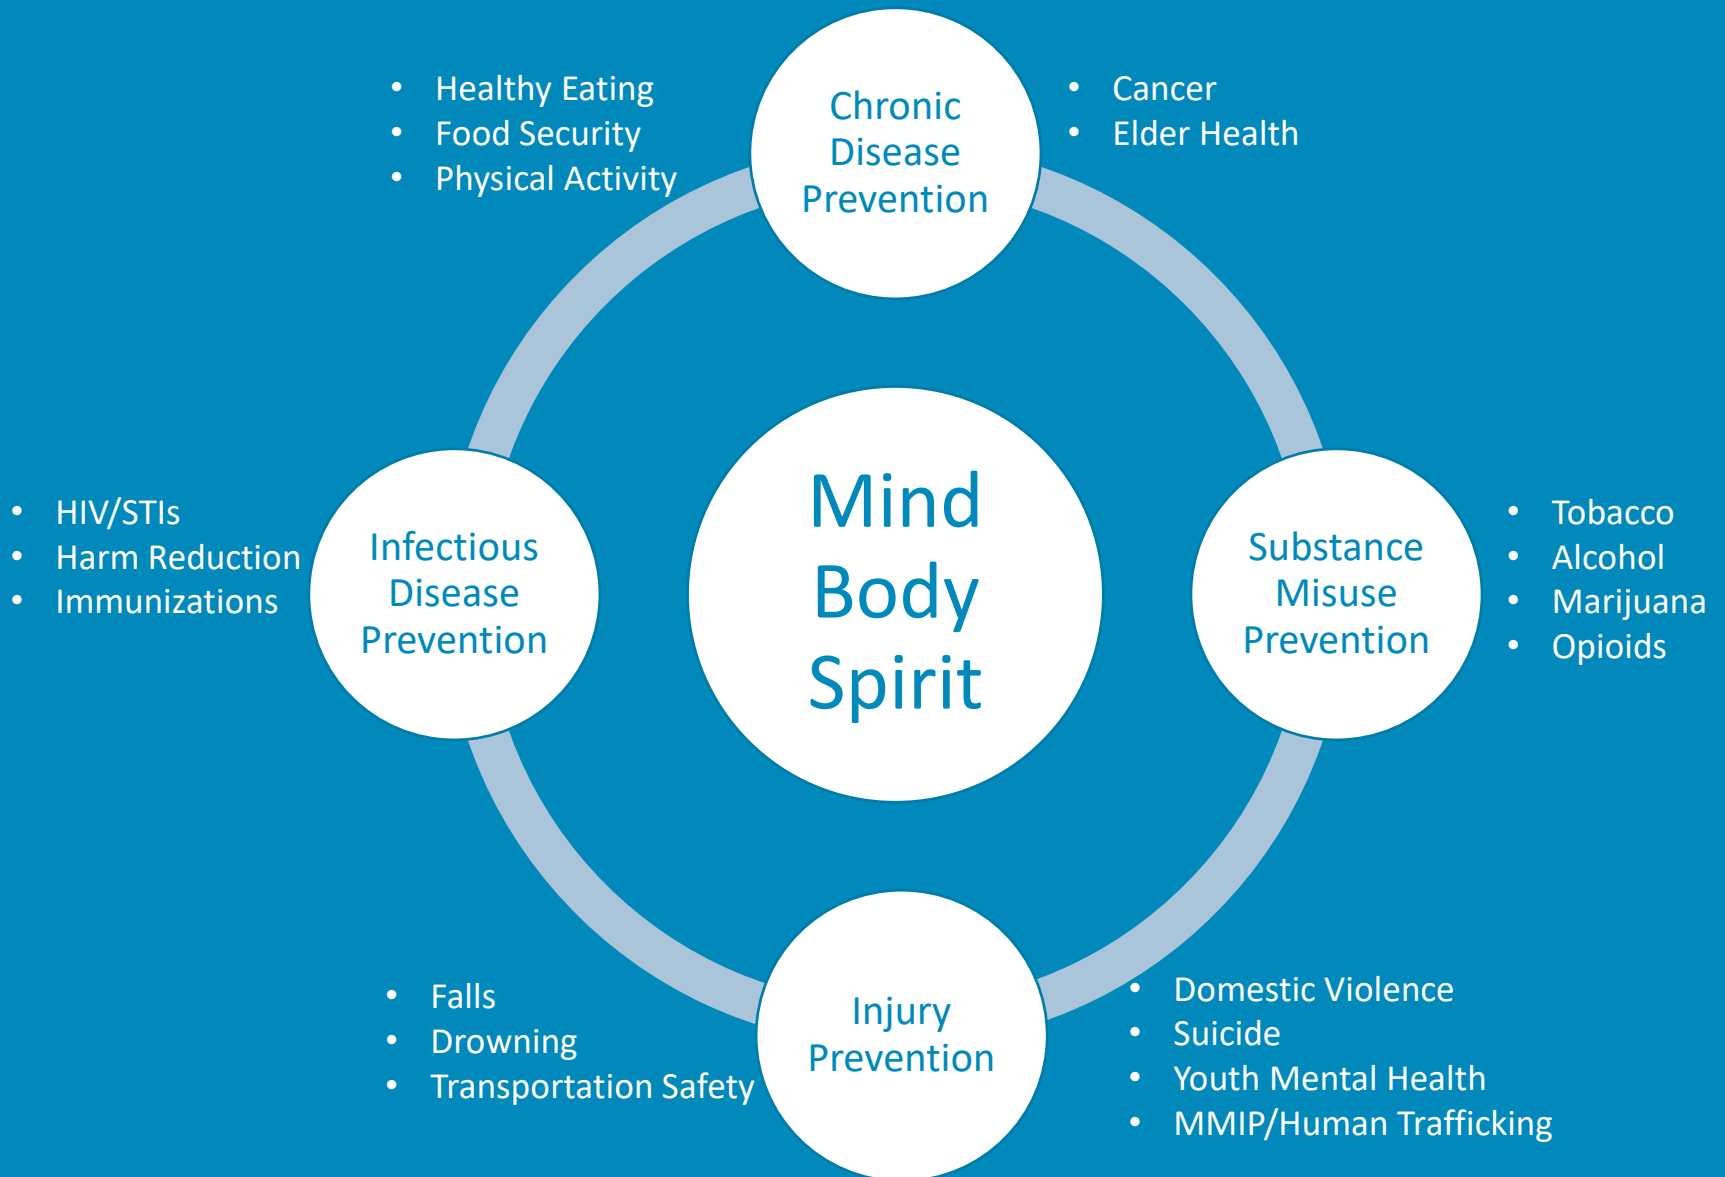 • Healthy Eating
• Food Security
• Physical Activity
Chronic
Disease
Prevention
• Cancer
• Elder Health
• HIV/STIs
• Harm Reduction
• Immunizations
Infectious
Disease
Prevention
Mind
Body
Spirit
Substance
Misuse
Prevention
• Tobacco
• Alcohol
• Marijuana
• Opioids
• Falls
• Drowning
• Transportation Safety
Injury
Prevention
• Domestic Violence
• Suicide
• Youth Mental Health
• MMIP/Human Trafficking